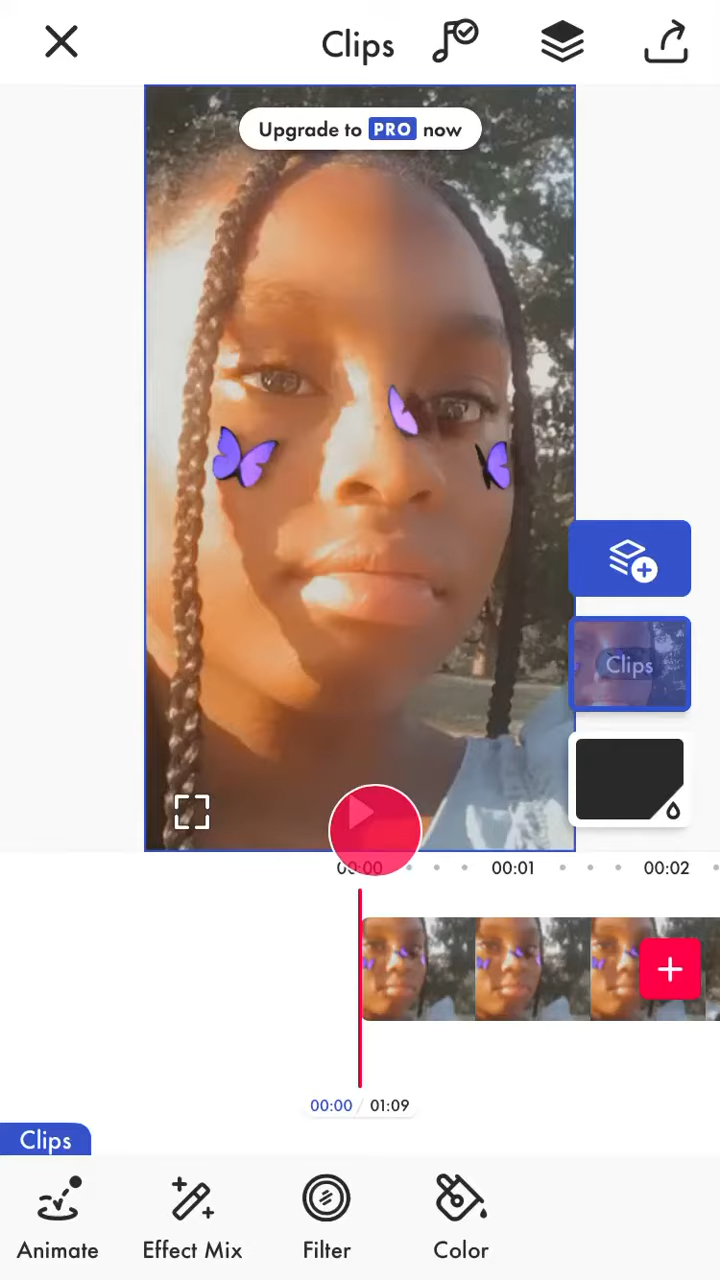 Clips
Upgrade to PRO now
Clips
00:00
00:01
00:02
00:00 / 01:09
Clips
Animate
Effect Mix
Filter
Color